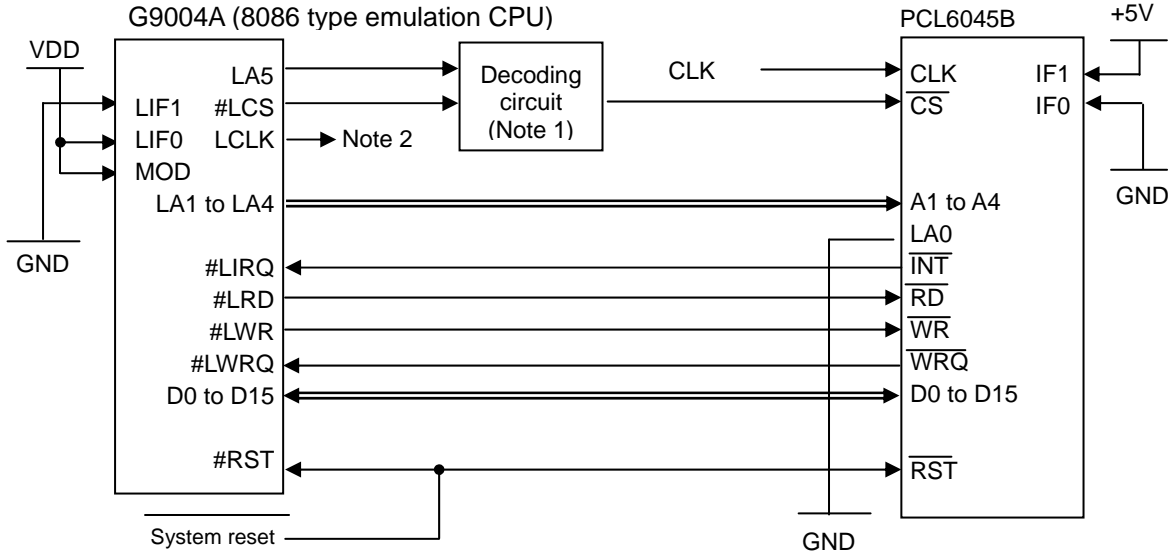 G9004A (8086 type emulation CPU)
PCL6045B
+5V
VDD
LA5
Decoding
circuit
(Note 1)
CLK
CLK
IF1
LIF1
#LCS
CS
IF0
LIF0
LCLK
Note 2
MOD
LA1 to LA4
A1 to A4
GND
LA0
GND
#LIRQ
INT
#LRD
RD
#LWR
WR
#LWRQ
WRQ
D0 to D15
D0 to D15
#RST
RST
System reset
GND